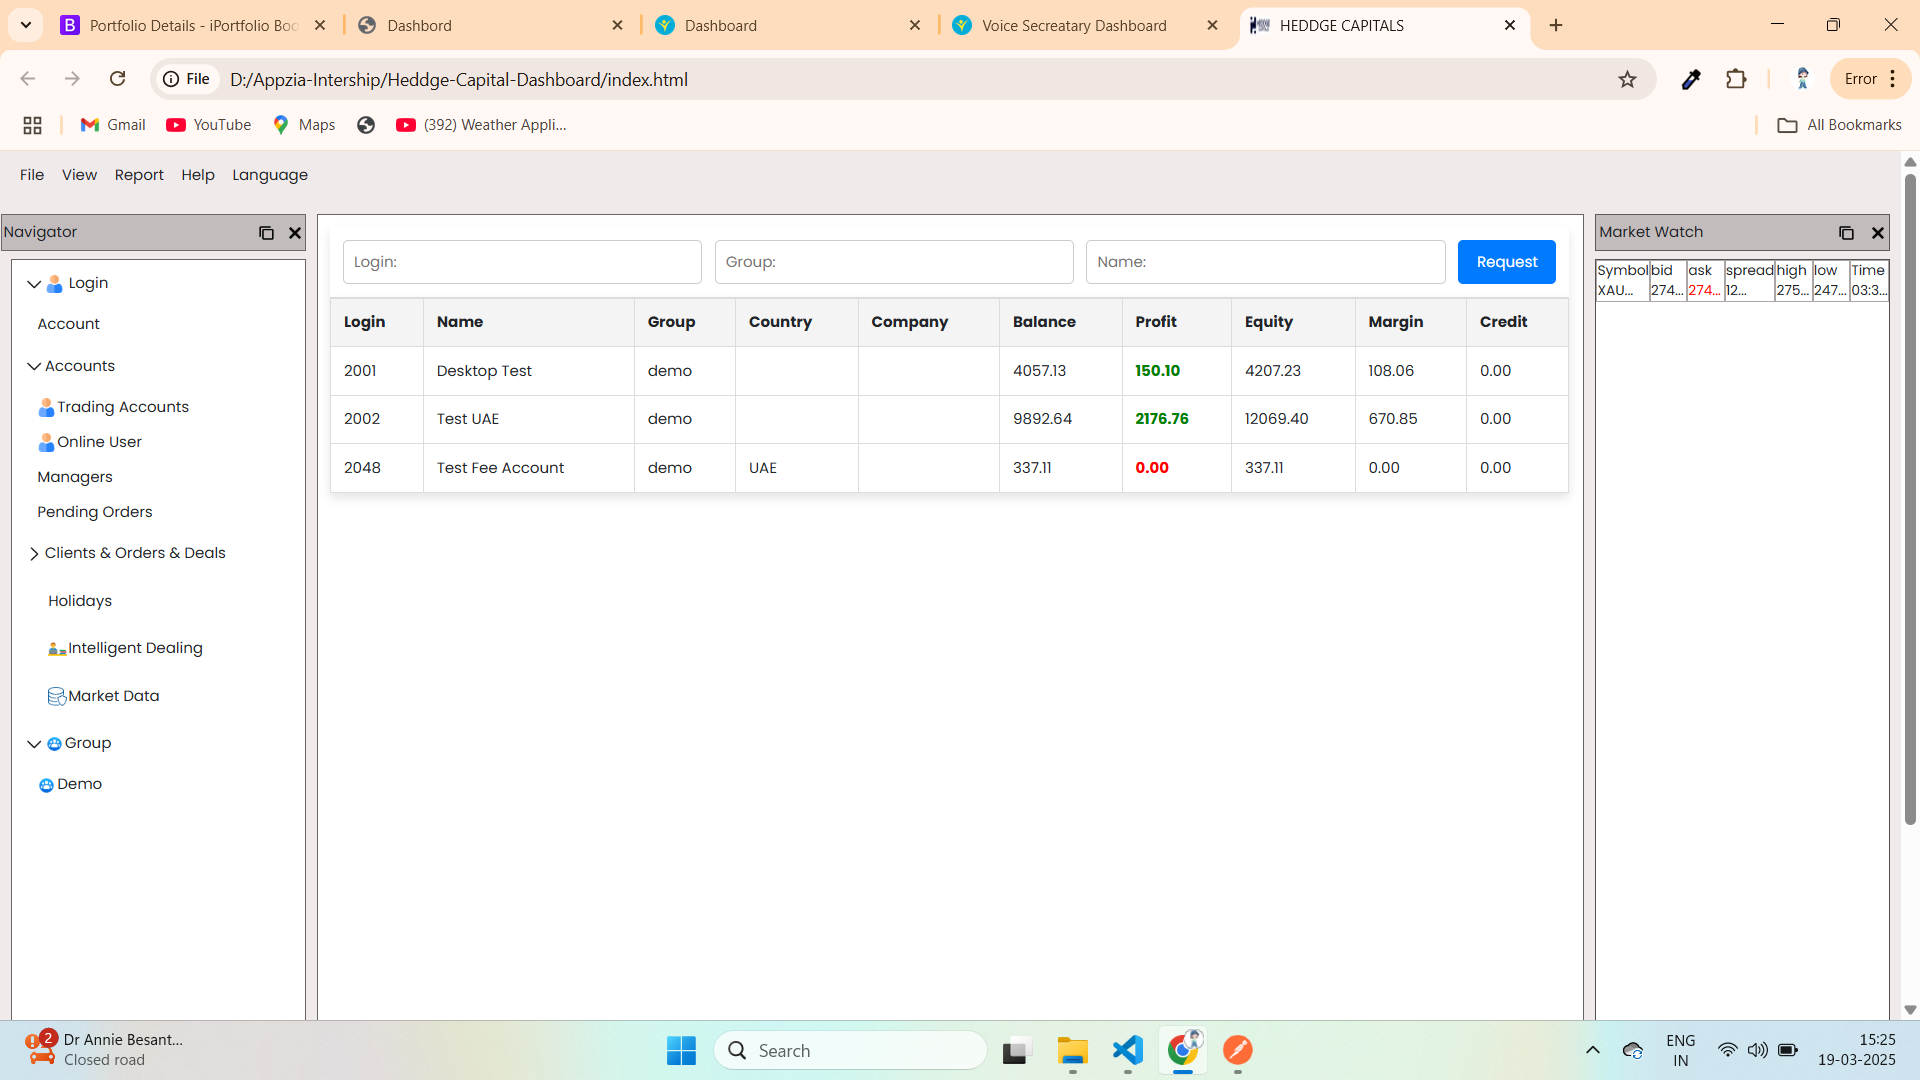 Portfolio Details - iPortfolio Boo
Dashbord
Dashboard
Voice Secreatary Dashboard
HEDDGE CAPITALS
File
D:/Appzia-Intership/Heddge-Capital-Dashboard/index.html
Error
Gmail
YouTube
Maps
(392) Weather Appli...
All Bookmarks
File View Report Help Language
Navigator
Login
Account
Accounts
Trading Accounts
Online User
Managers
Pending Orders
Clients & Orders & Deals
Holidays
Intelligent Dealing
Market Data
Group
Demo
Login: Group: Name: Request
Login Name Group Country Company Balance Profit Equity Margin Credit
2001 Desktop Test demo 4057.13 150.10 4207.23 108.06 0.00
2002 Test UAE demo 9892.64 2176.76 12069.40 670.85 0.00
2048 Test Fee Account demo UAE 337.11 0.00 337.11 0.00 0.00
Market Watch
Symbol bid ask spread high low Time
XAU... 274... 274... 12... 275... 247... 03:3...
2
Dr Annie Besant...
Closed road
Search
ENG
IN
15:25
19-03-2025